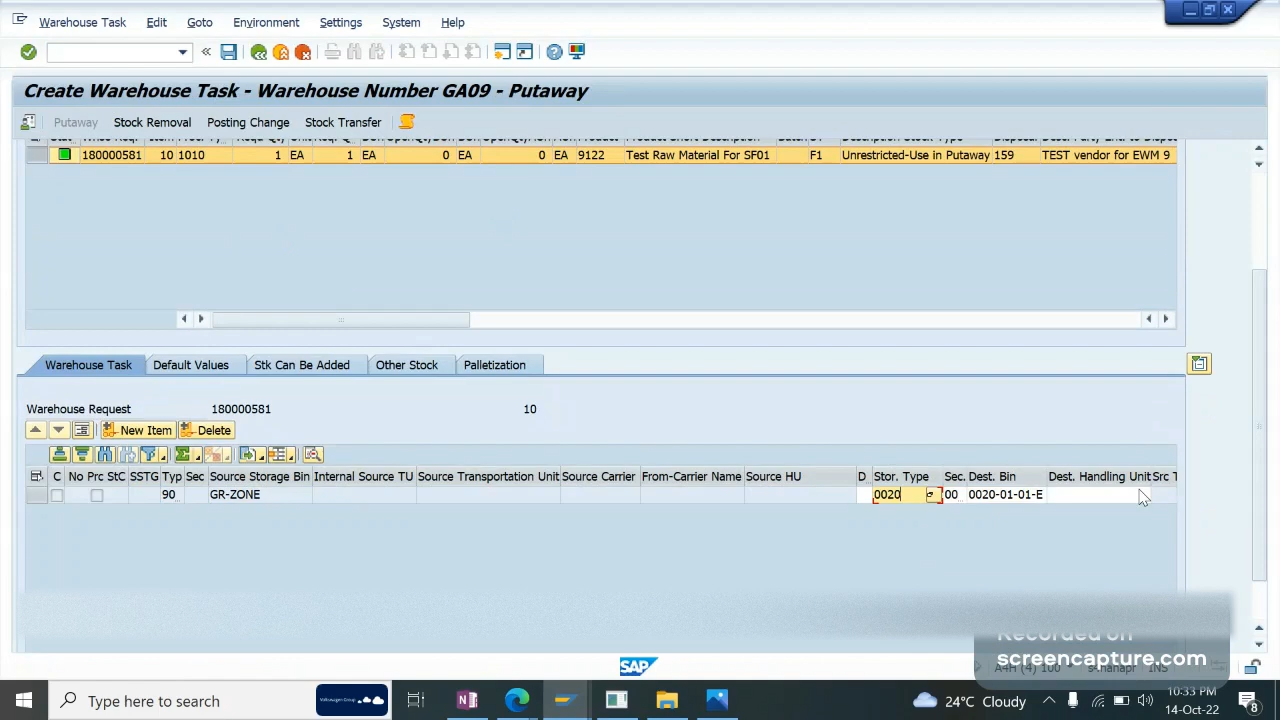 Warehouse Task Edit Goto Environment Settings System Help
Create Warehouse Task - Warehouse Number GA09 - Putaway
Putaway Stock Removal Posting Change Stock Transfer
180000581 10 1010 1 EA 1 EA 0 EA 0 EA 9122 Test Raw Material For SF01 F1 Unrestricted-Use in Putaway 159 TEST vendor for EWM 9
Warehouse Task Default Values Stk Can Be Added Other Stock Palletization
Warehouse Request 180000581 10
New Item Delete
C No Prc StC SSTG Typ Sec Source Storage Bin Internal Source TU Source Transportation Unit Source Carrier From-Carrier Name Source HU D Stor. Type Sec. Dest. Bin Dest. Handling Unit Src T
90 GR-ZONE 0020 00 0020-01-01-E
Recorded on
screencapture.com
SAP
INS
Type here to search
24°C Cloudy
10:33 PM
14-Oct-22
8